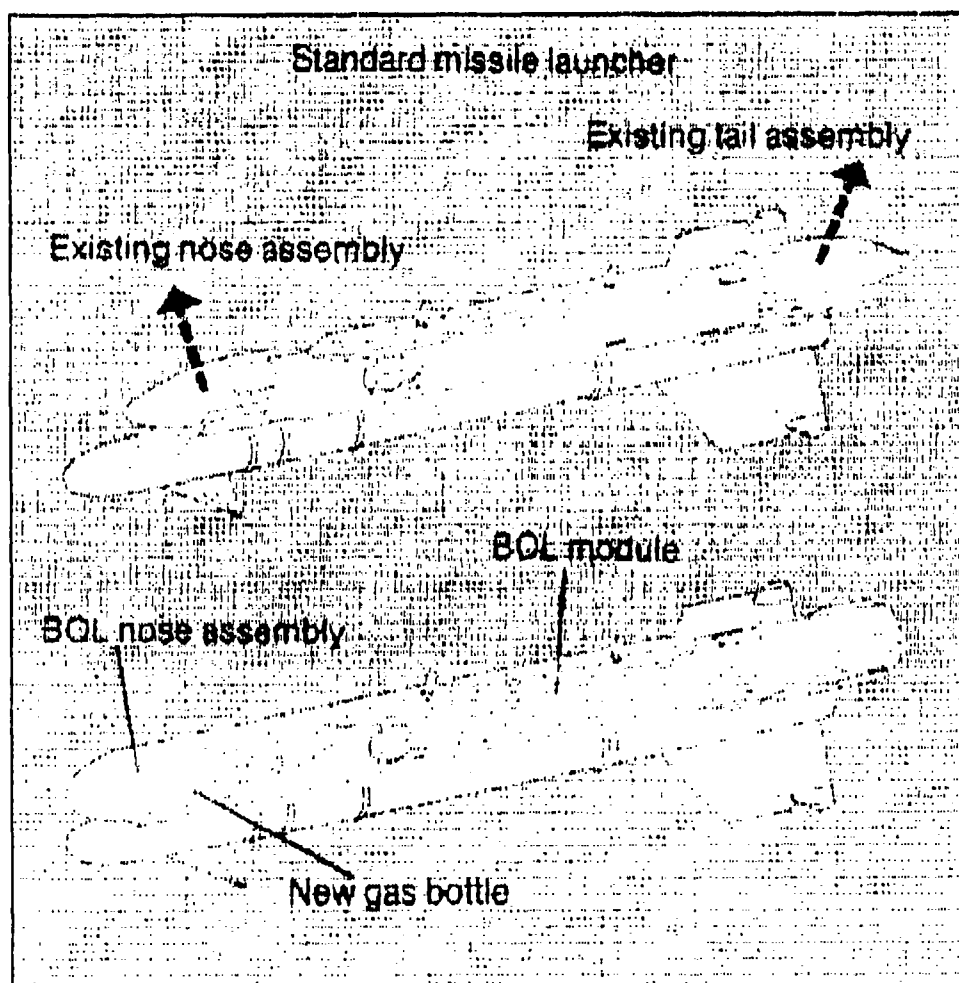 Standard missile launcher
Existing tail assembly
Existing nose assembly
BOL module
BOL nose assembly
New gas bottle